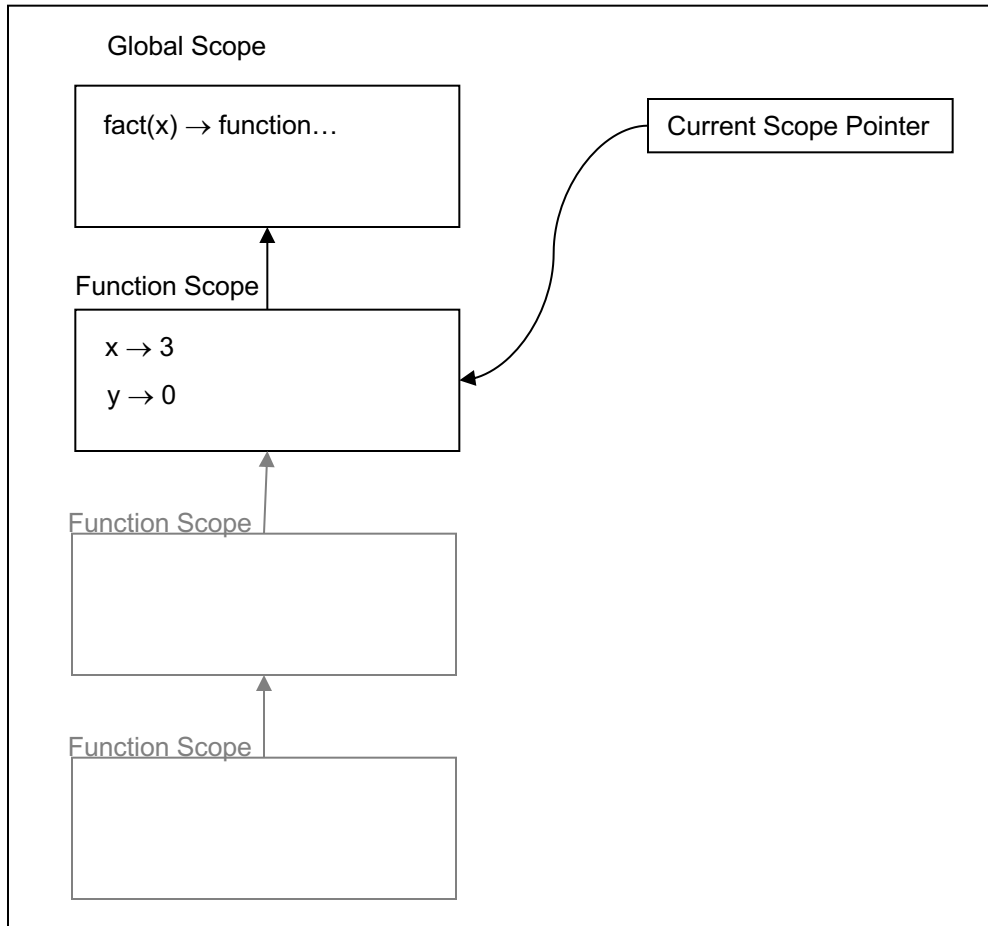 Global Scope
fact(x) → function…
Current Scope Pointer
Function Scope
x → 3
y → 0
Function Scope
Function Scope